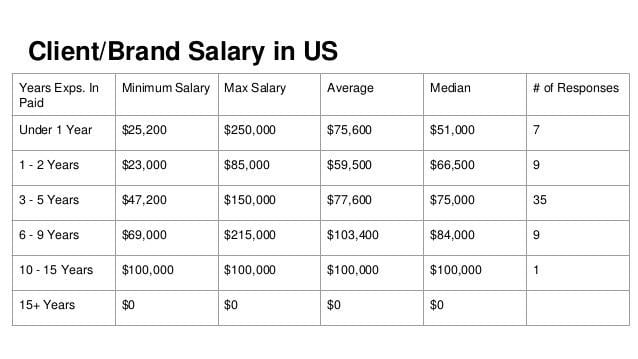 Client/Brand Salary in US
Years Exps. In Paid Minimum Salary Max Salary Average Median # of Responses
Under 1 Year $25,200 $250,000 $75,600 $51,000 7
1 - 2 Years $23,000 $85,000 $59,500 $66,500 9
3 - 5 Years $47,200 $150,000 $77,600 $75,000 35
6 - 9 Years $69,000 $215,000 $103,400 $84,000 9
10 - 15 Years $100,000 $100,000 $100,000 $100,000 1
15+ Years $0 $0 $0 $0